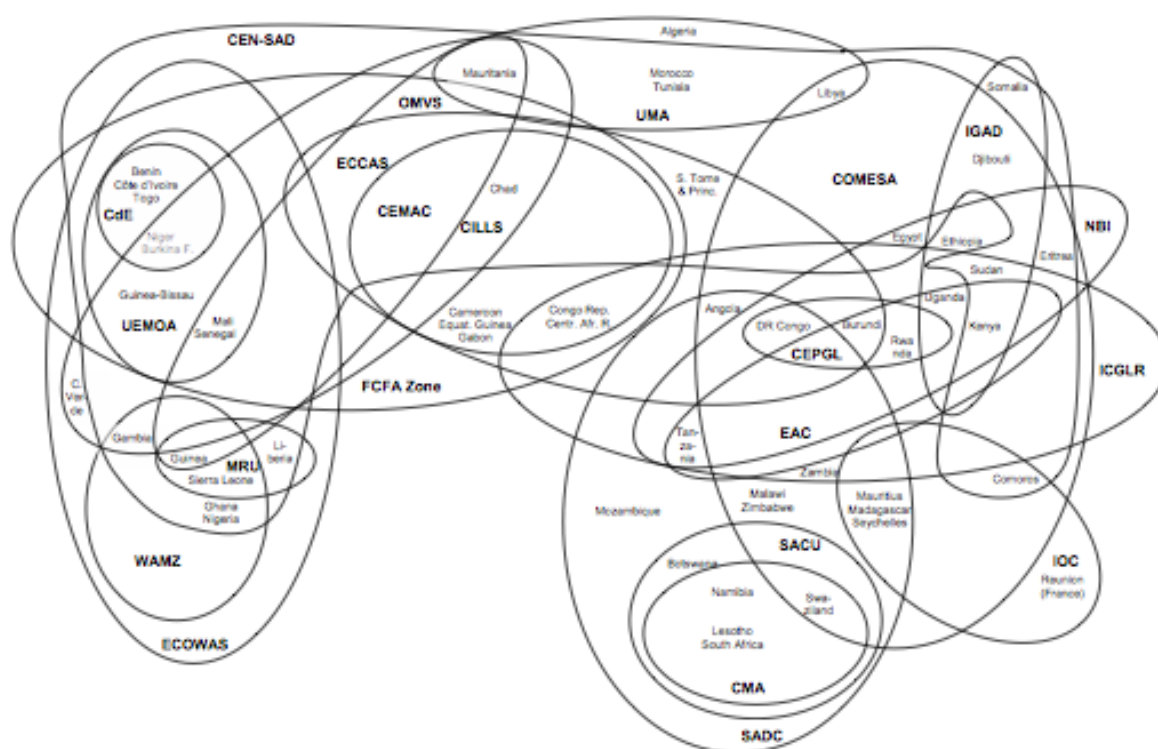 CEN-SAD
Algeria
Mauritania
Morocco
Tunisia
Libya
Somalia
OMVS
UMA
IGAD
ECCAS
Djibouti
S. Tome
& Princ.
COMESA
Benin
Côte d'Ivoire
Togo
CdE
Niger
Burkina F.
Chad
CEMAC
CILLS
NBI
Egypt
Ethiopia
Eritrea
Sudan
Guinea-Bissau
UEMOA
Mali
Senegal
Cameroon
Equat. Guinea
Gabon
Congo Rep.
Centr. Afr. R.
Angola
Uganda
DR Congo
Burundi
Kenya
CEPGL
Rwa
nda
ICGLR
FCFA Zone
C.
Ver-
de
Gambia
Guinea
MRU
Li-
beria
Sierra Leone
EAC
Tan-
za-
nia
Zambia
Comoros
Ghana
Nigeria
Mozambique
Malawi
Zimbabwe
Mauritius
Madagascar
Seychelles
WAMZ
SACU
Botswana
IOC
Reunion
(France)
Namibia
Swa-
ziland
Lesotho
South Africa
ECOWAS
CMA
SADC